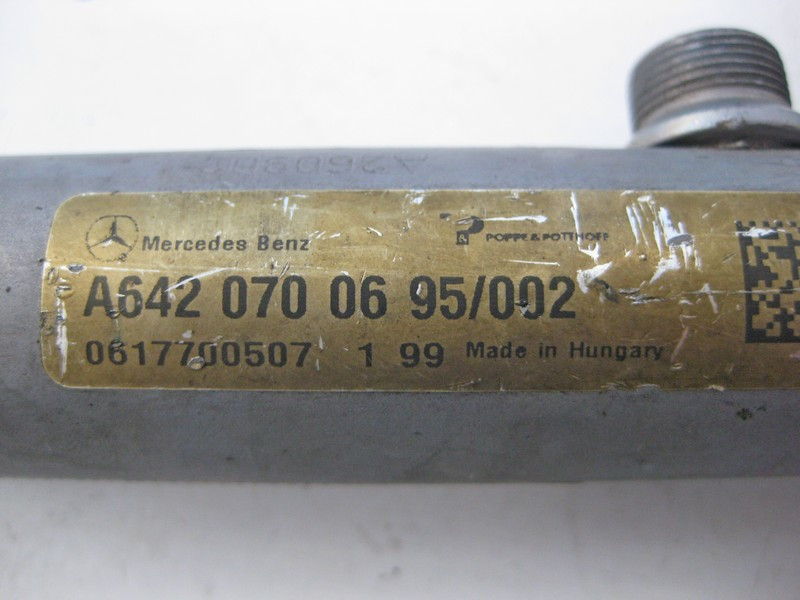 Mercedes Benz
P&P POPPE & POTTHOFF
A642 070 06 95/002
0617700507 1 99 Made in Hungary